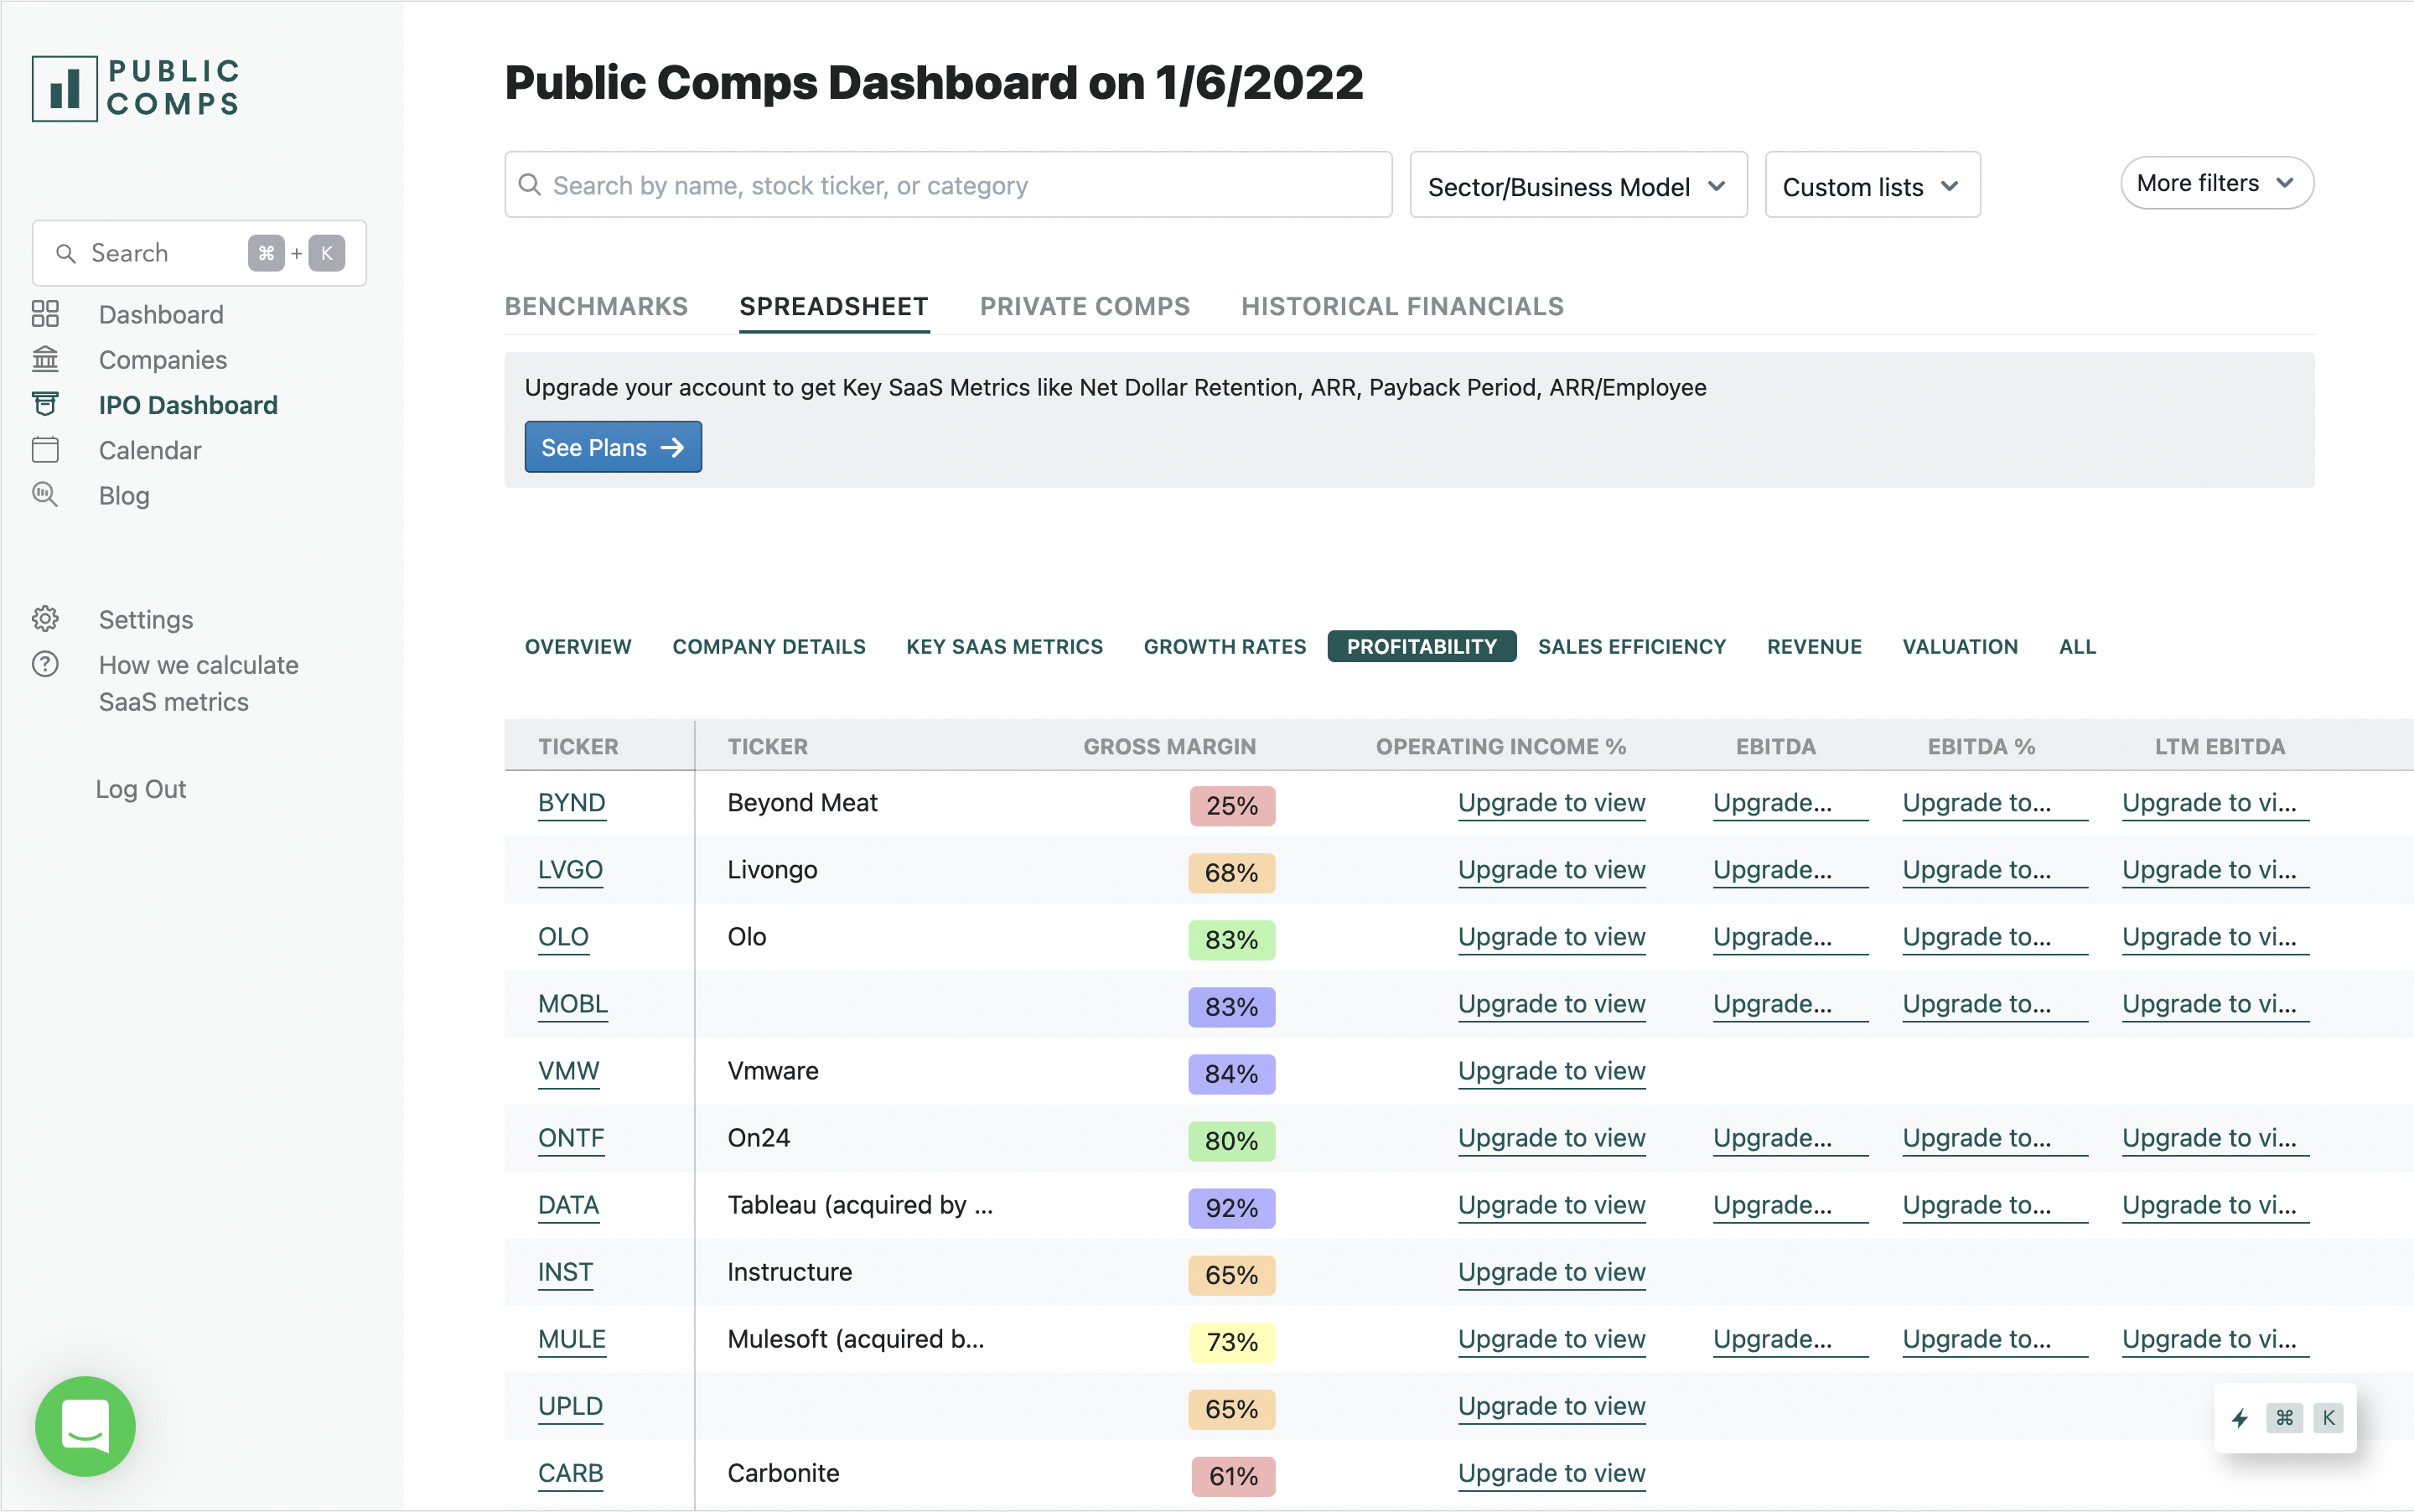 PUBLIC
COMPS
Search ⌘ + K
Dashboard
Companies
IPO Dashboard
Calendar
Blog
Settings
How we calculate
SaaS metrics
Log Out
Public Comps Dashboard on 1/6/2022
Search by name, stock ticker, or category
Sector/Business Model
Custom lists
More filters
BENCHMARKS SPREADSHEET PRIVATE COMPS HISTORICAL FINANCIALS
Upgrade your account to get Key SaaS Metrics like Net Dollar Retention, ARR, Payback Period, ARR/Employee
See Plans →
OVERVIEW COMPANY DETAILS KEY SAAS METRICS GROWTH RATES PROFITABILITY SALES EFFICIENCY REVENUE VALUATION ALL
TICKER TICKER GROSS MARGIN OPERATING INCOME % EBITDA EBITDA % LTM EBITDA
BYND Beyond Meat 25% Upgrade to view Upgrade... Upgrade to... Upgrade to vi...
LVGO Livongo 68% Upgrade to view Upgrade... Upgrade to... Upgrade to vi...
OLO Olo 83% Upgrade to view Upgrade... Upgrade to... Upgrade to vi...
MOBL 83% Upgrade to view Upgrade... Upgrade to... Upgrade to vi...
VMW Vmware 84% Upgrade to view
ONTF On24 80% Upgrade to view Upgrade... Upgrade to... Upgrade to vi...
DATA Tableau (acquired by ... 92% Upgrade to view Upgrade... Upgrade to... Upgrade to vi...
INST Instructure 65% Upgrade to view
MULE Mulesoft (acquired b... 73% Upgrade to view Upgrade... Upgrade to... Upgrade to vi...
UPLD 65% Upgrade to view
CARB Carbonite 61% Upgrade to view
⌘ K